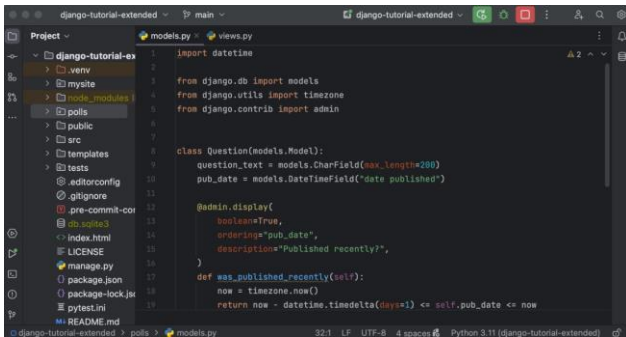 django-tutorial-extended
main
django-tutorial-extended
Project
models.py
views.py
django-tutorial-ex
.venv
mysite
node_modules
polls
public
src
templates
tests
.editorconfig
.gitignore
.pre-commit-con
db.sqlite3
index.html
LICENSE
manage.py
package.json
package-lock.jso
pytest.ini
README.md
1 import datetime
2
3 from django.db import models
4 from django.utils import timezone
5 from django.contrib import admin
6
7
8 class Question(models.Model):
9 question_text = models.CharField(max_length=200)
10 pub_date = models.DateTimeField("date published")
11
12 @admin.display(
13 boolean=True,
14 ordering="pub_date",
15 description="Published recently?",
16 )
17 def was_published_recently(self):
18 now = timezone.now()
19 return now - datetime.timedelta(days=1) <= self.pub_date <= now
2
django-tutorial-extended > polls > models.py
32:1 LF UTF-8 4 spaces Python 3.11 (django-tutorial-extended)